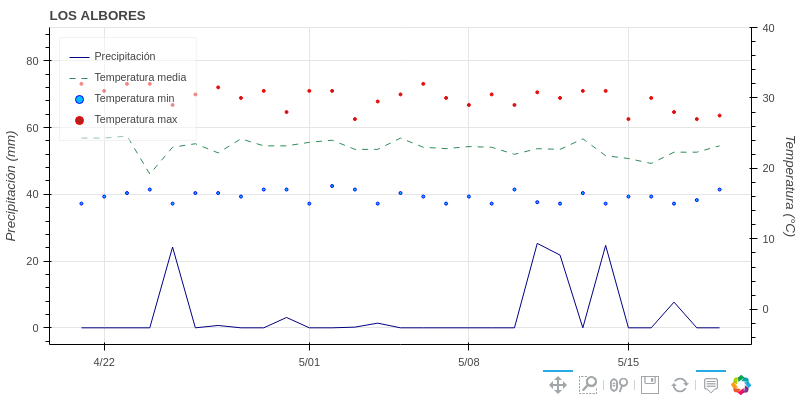 LOS ALBORES
Precipitación
Temperatura media
Temperatura min
Temperatura max
Precipitación (mm)
80
60
40
20
0
Temperatura (°C)
40
30
20
10
0
4/22
5/01
5/08
5/15